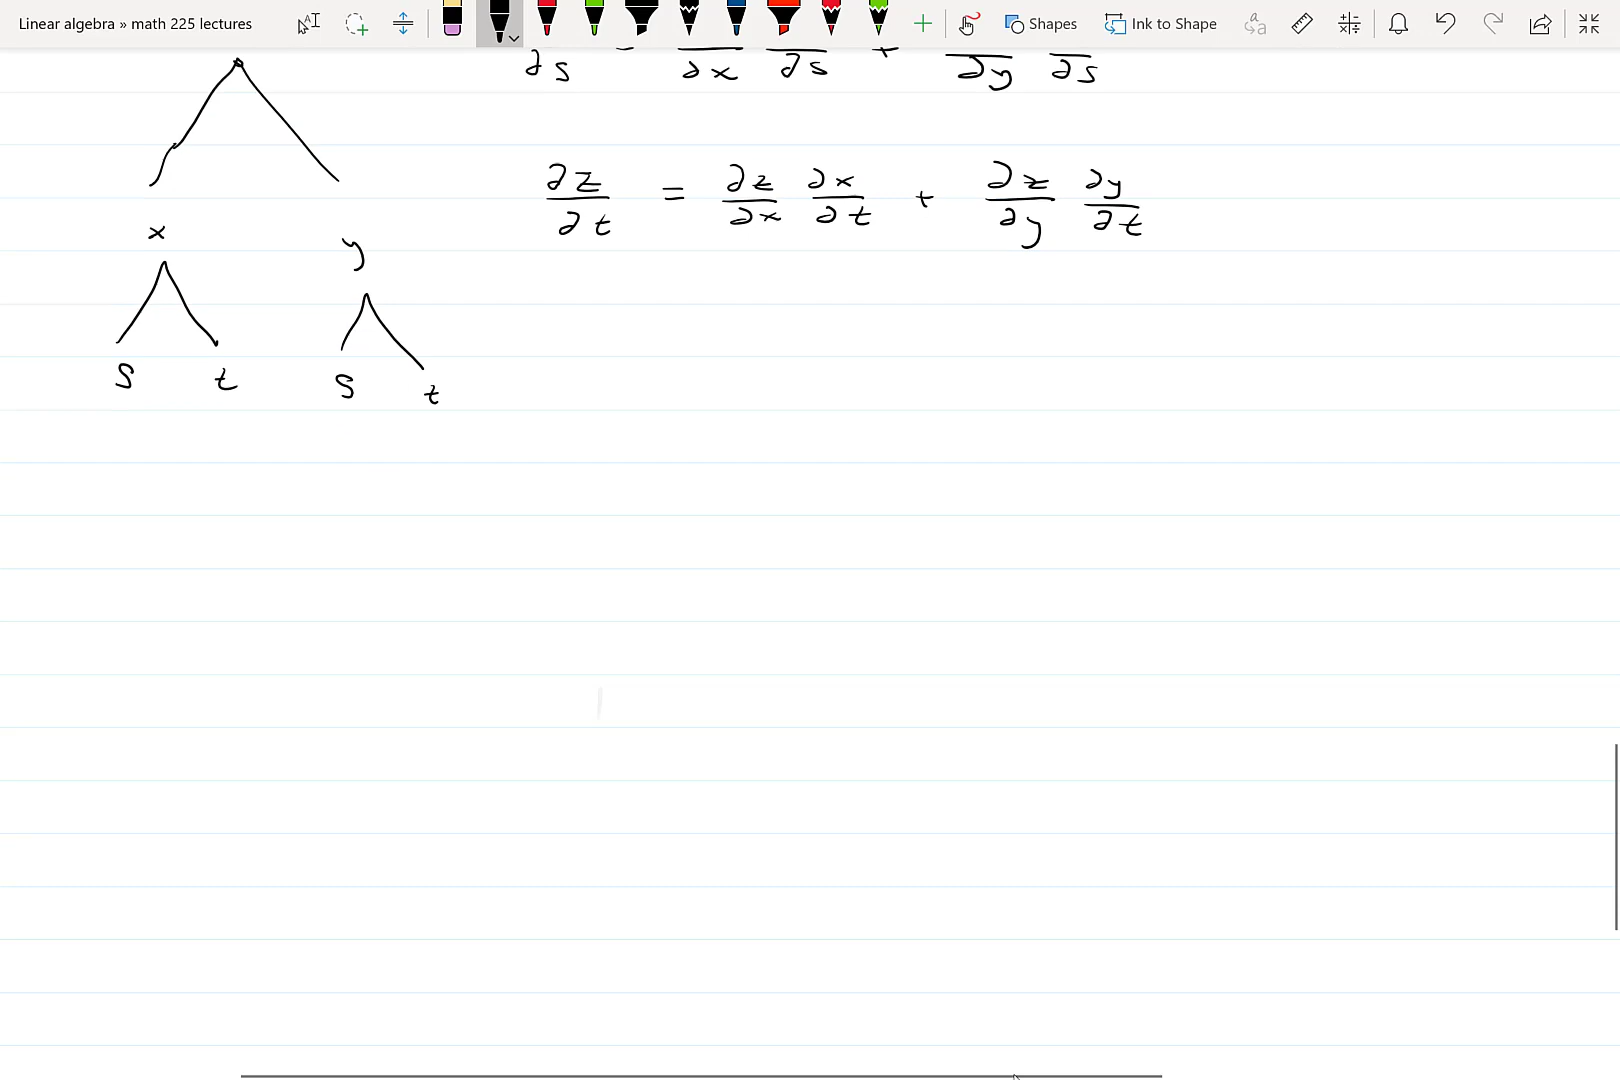 Linear algebra » math 225 lectures
Shapes
Ink to Shape
∂s = ∂x ∂s + ∂y ∂s
∂z/∂t = ∂z/∂x ∂x/∂t + ∂z/∂y ∂y/∂t
x y
s t s t